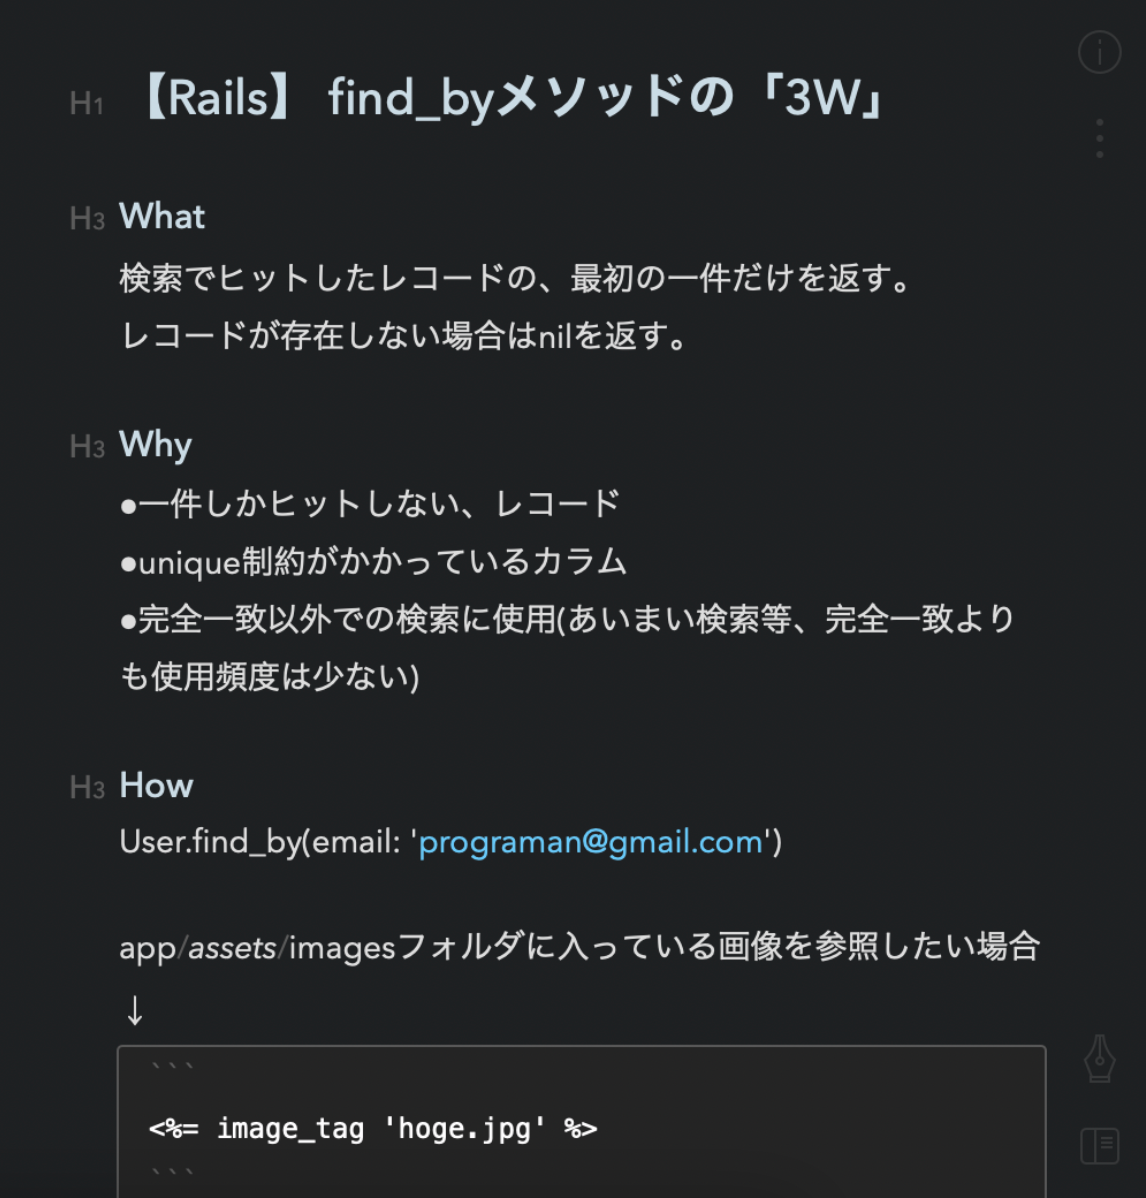 H1 【Rails】 find_byメソッドの「3W」
H3 What
検索でヒットしたレコードの、最初の一件だけを返す。
レコードが存在しない場合はnilを返す。
H3 Why
●一件しかヒットしない、レコード
●unique制約がかかっているカラム
●完全一致以外での検索に使用(あいまい検索等、完全一致より
も使用頻度は少ない)
H3 How
User.find_by(email: 'programan@gmail.com')
app/assets/imagesフォルダに入っている画像を参照したい場合
↓
```
<%= image_tag 'hoge.jpg' %>
```